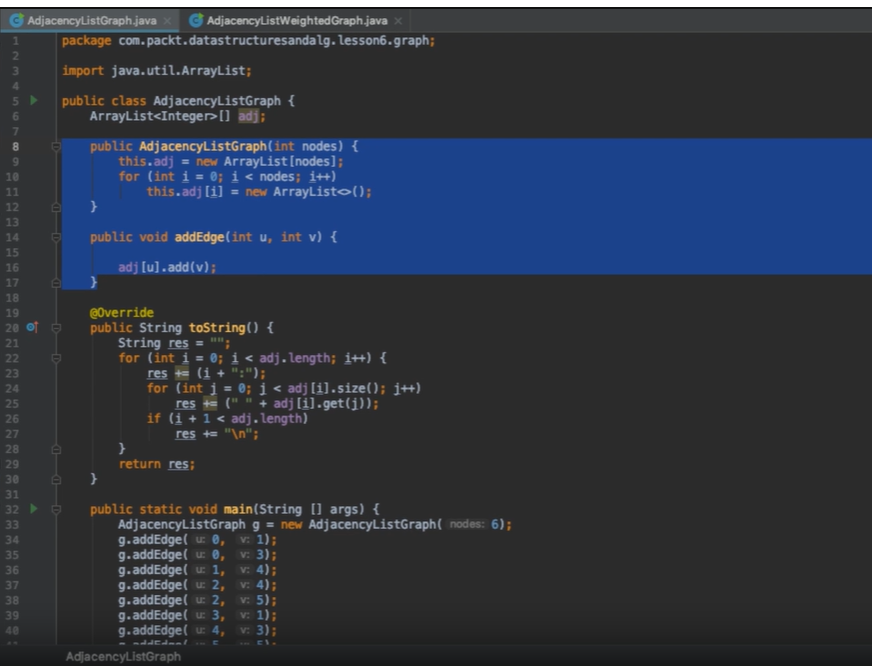 AdjacencyListGraph.java × AdjacencyListWeightedGraph.java ×
1 package com.packt.datastructuresandalg.lesson6.graph;
2
3 import java.util.ArrayList;
4
5 public class AdjacencyListGraph {
6 ArrayList<Integer>[] adj;
7
8 public AdjacencyListGraph(int nodes) {
9 this.adj = new ArrayList[nodes];
10 for (int i = 0; i < nodes; i++)
11 this.adj[i] = new ArrayList<>();
12 }
13
14 public void addEdge(int u, int v) {
15
16 adj[u].add(v);
17 }
18
19 @Override
20 public String toString() {
21 String res = "";
22 for (int i = 0; i < adj.length; i++) {
23 res += (i + ":");
24 for (int j = 0; j < adj[i].size(); j++)
25 res += (" " + adj[i].get(j));
26 if (i + 1 < adj.length)
27 res += "\n";
28 }
29 return res;
30 }
31
32 public static void main(String [] args) {
33 AdjacencyListGraph g = new AdjacencyListGraph( nodes: 6);
34 g.addEdge( u: 0, v: 1);
35 g.addEdge( u: 0, v: 3);
36 g.addEdge( u: 1, v: 4);
37 g.addEdge( u: 2, v: 4);
38 g.addEdge( u: 2, v: 5);
39 g.addEdge( u: 3, v: 1);
40 g.addEdge( u: 4, v: 3);
AdjacencyListGraph